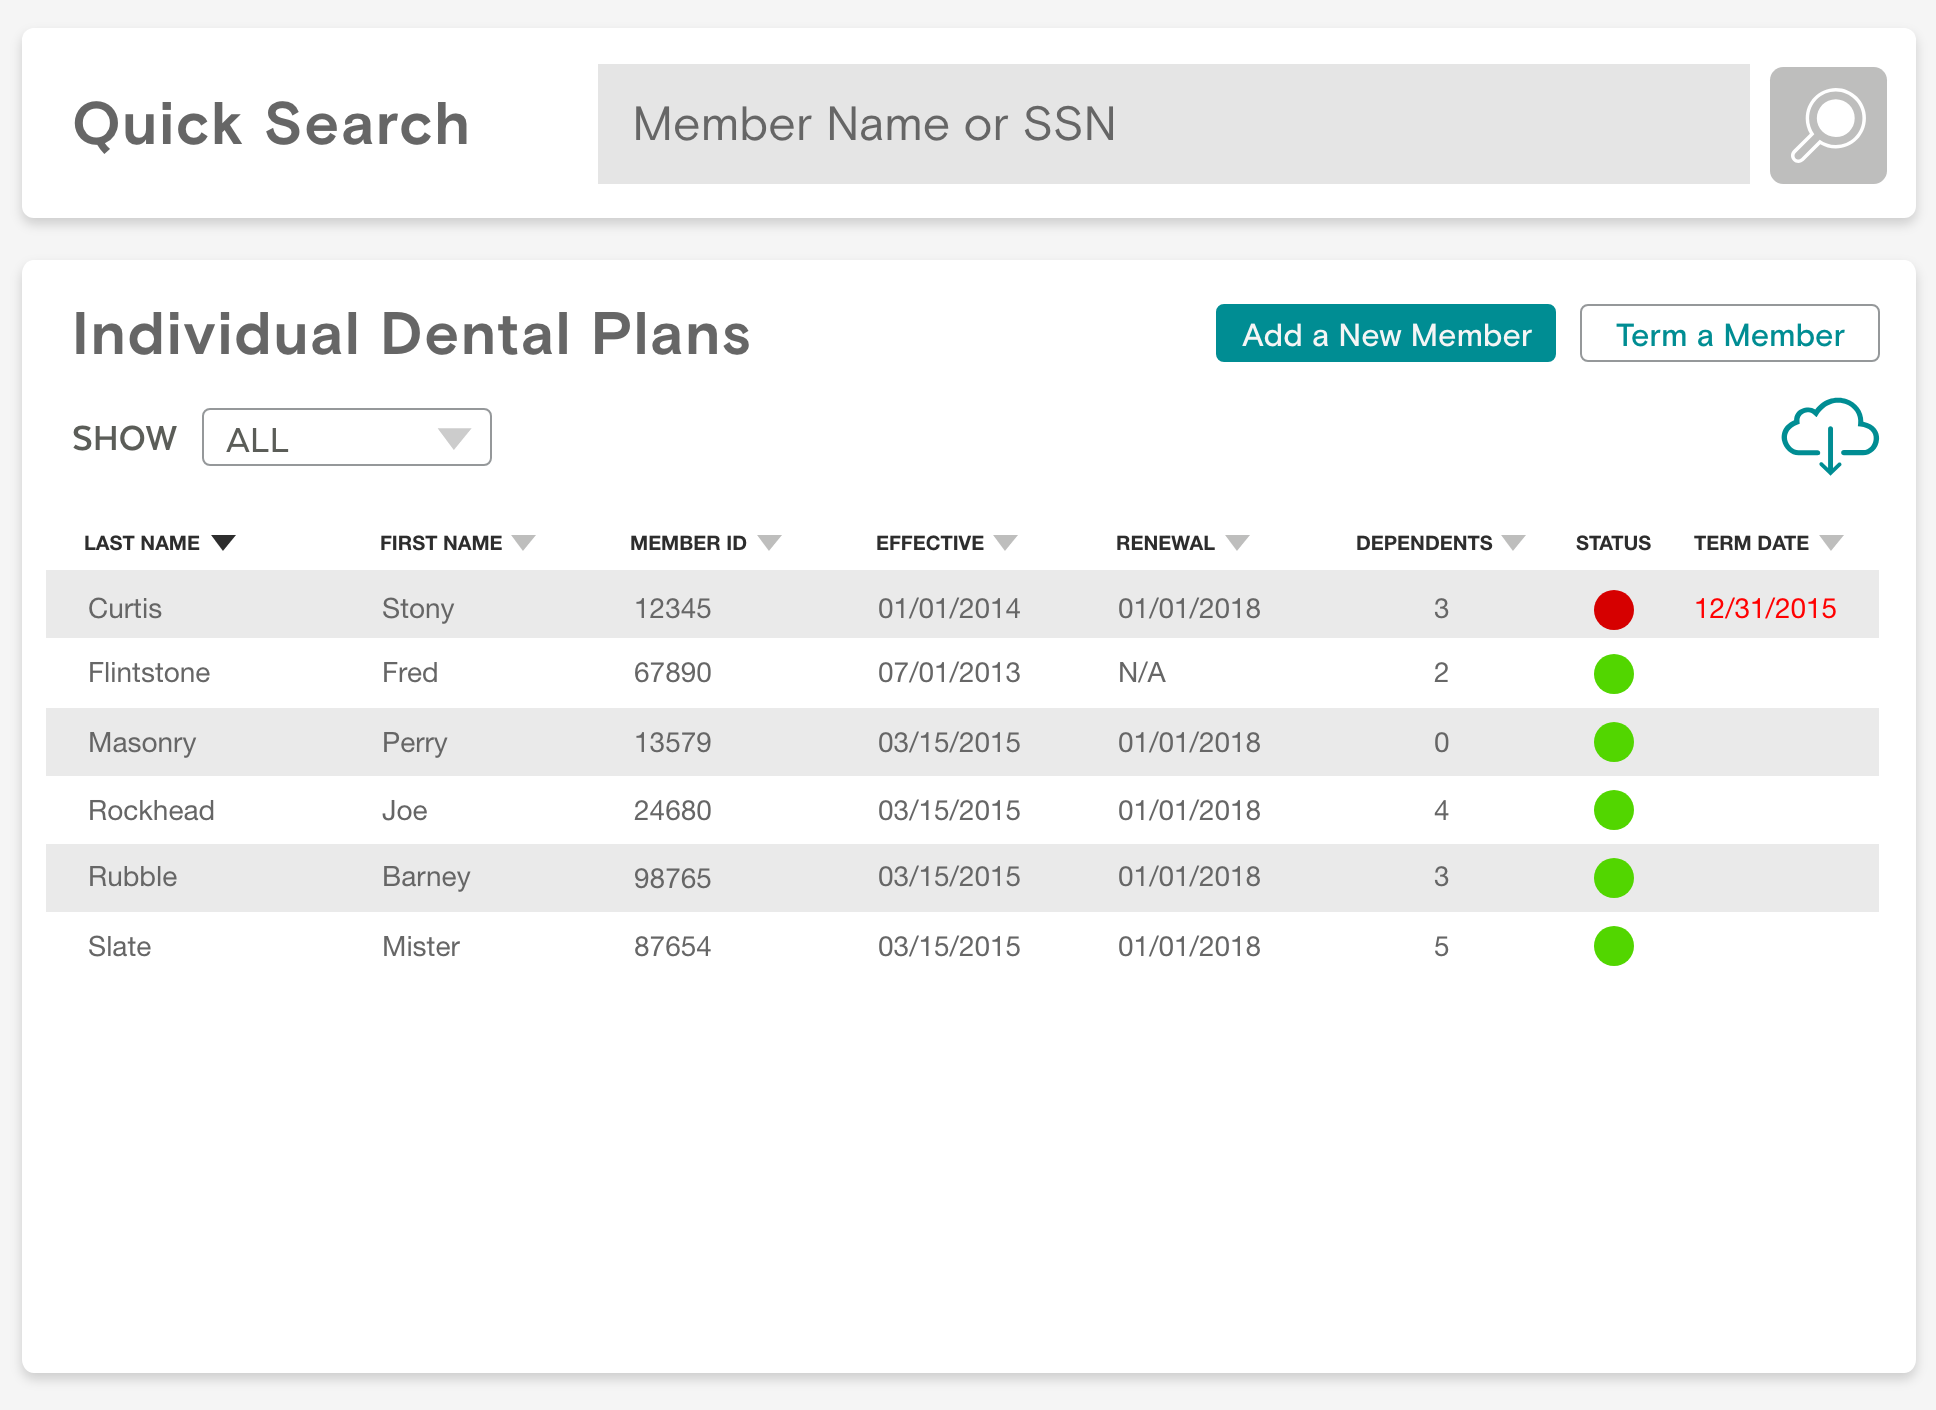 Quick Search
Member Name or SSN
Individual Dental Plans
Add a New Member
Term a Member
SHOW
ALL
LAST NAME FIRST NAME MEMBER ID EFFECTIVE RENEWAL DEPENDENTS STATUS TERM DATE
Curtis Stony 12345 01/01/2014 01/01/2018 3 12/31/2015
Flintstone Fred 67890 07/01/2013 N/A 2
Masonry Perry 13579 03/15/2015 01/01/2018 0
Rockhead Joe 24680 03/15/2015 01/01/2018 4
Rubble Barney 98765 03/15/2015 01/01/2018 3
Slate Mister 87654 03/15/2015 01/01/2018 5